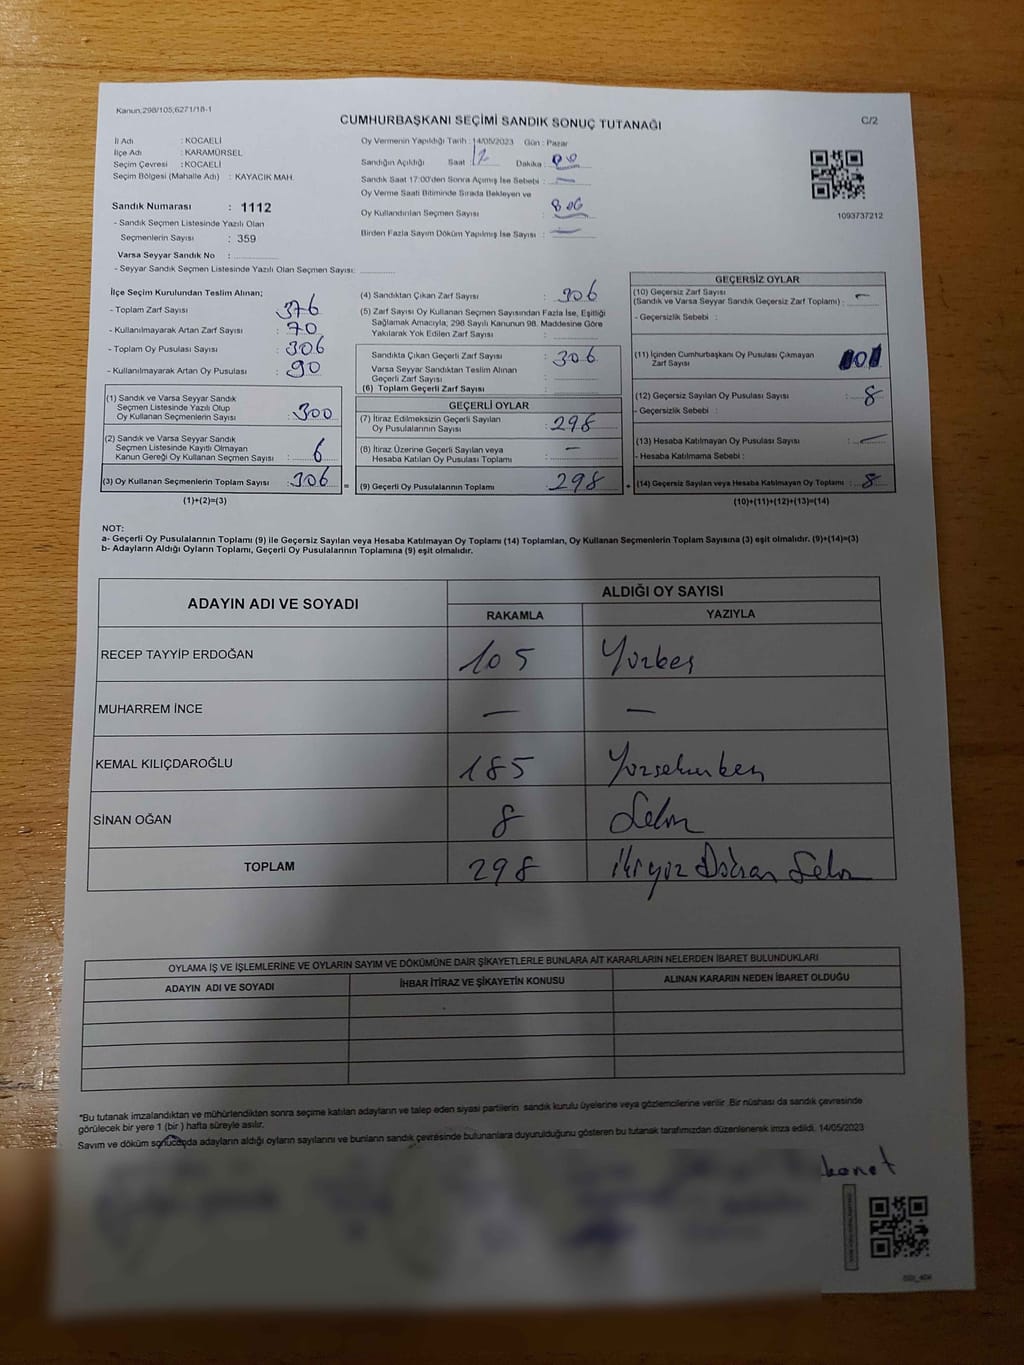 Kanun;298/105,6271/18-1
CUMHURBAŞKANI SEÇİMİ SANDIK SONUÇ TUTANAĞI
C/2
İl Adı : KOCAELİ
İlçe Adı : KARAMÜRSEL
Seçim Çevresi : KOCAELİ
Seçim Bölgesi (Mahalle Adı) : KAYACIK MAH.
Sandık Numarası : 1112
- Sandık Seçmen Listesinde Yazılı Olan
Seçmenlerin Sayısı : 359
Varsa Seyyar Sandık No :
- Seyyar Sandık Seçmen Listesinde Yazılı Olan Seçmen Sayısı:
Oy Vermenin Yapıldığı Tarih : 14/05/2023 Gün : Pazar
Sandığın Açıldığı Saat Dakika : 00
Sandık Saat 17:00'den Sonra Açımış İse Sebebi : —
Oy Verme Saati Bitiminde Sırada Bekleyen ve
Oy Kullandırılan Seçmen Sayısı :
Birden Fazla Sayım Döküm Yapılmış İse Sayısı : —
1093737212
İlçe Seçim Kurulundan Teslim Alınan;
- Toplam Zarf Sayısı : 376
- Kullanılmayarak Artan Zarf Sayısı : 70
- Toplam Oy Pusulası Sayısı : 306
- Kullanılmayarak Artan Oy Pusulası : 90
(1) Sandık ve Varsa Seyyar Sandık
Seçmen Listesinde Yazılı Olup
Oy Kullanan Seçmenlerin Sayısı : 300
(2) Sandık ve Varsa Seyyar Sandık
Seçmen Listesinde Kayıtlı Olmayan
Kanun Gereği Oy Kullanan Seçmen Sayısı : 6
(3) Oy Kullanan Seçmenlerin Toplam Sayısı : 306 =
(1)+(2)=(3)
(4) Sandıktan Çıkan Zarf Sayısı : 306
(5) Zarf Sayısı Oy Kullanan Seçmen Sayısından Fazla İse, Eşitliği
Sağlamak Amacıyla; 298 Sayılı Kanunun 98. Maddesine Göre
Yakılarak Yok Edilen Zarf Sayısı :
Sandıkta Çıkan Geçerli Zarf Sayısı : 306
Varsa Seyyar Sandıktan Teslim Alınan
Geçerli Zarf Sayısı :
(6) Toplam Geçerli Zarf Sayısı :
GEÇERLİ OYLAR
(7) İtiraz Edilmeksizin Geçerli Sayılan
Oy Pusulalarının Sayısı : 298
(8) İtiraz Üzerine Geçerli Sayılan veya
Hesaba Katılan Oy Pusulası Toplamı : —
(9) Geçerli Oy Pusulalarının Toplamı : 298 +
GEÇERSİZ OYLAR
(10) Geçersiz Zarf Sayısı
(Sandık ve Varsa Seyyar Sandık Geçersiz Zarf Toplamı) : —
- Geçersizlik Sebebi :
(11) İçinden Cumhurbaşkanı Oy Pusulası Çıkmayan
Zarf Sayısı
(12) Geçersiz Sayılan Oy Pusulası Sayısı : 8
- Geçersizlik Sebebi :
(13) Hesaba Katılmayan Oy Pusulası Sayısı : —
- Hesaba Katılmama Sebebi :
(14) Geçersiz Sayılan veya Hesaba Katılmayan Oy Toplamı : 8
(10)+(11)+(12)+(13)=(14)
NOT:
a- Geçerli Oy Pusulalarının Toplamı (9) ile Geçersiz Sayılan veya Hesaba Katılmayan Oy Toplamı (14) Toplamları, Oy Kullanan Seçmenlerin Toplam Sayısına (3) eşit olmalıdır. (9)+(14)=(3)
b- Adayların Aldığı Oyların Toplamı, Geçerli Oy Pusulalarının Toplamına (9) eşit olmalıdır.
ADAYIN ADI VE SOYADI
ALDIĞI OY SAYISI
RAKAMLA YAZIYLA
RECEP TAYYİP ERDOĞAN 105 Yüzbeş
MUHARREM İNCE — —
KEMAL KILIÇDAROĞLU 185 Yüzseksenbeş
SİNAN OĞAN 8 Sekiz
TOPLAM 298 ikiyüz Doksan Sekiz
OYLAMA İŞ VE İŞLEMLERİNE VE OYLARIN SAYIM VE DÖKÜMÜNE DAİR ŞİKAYETLERLE BUNLARA AİT KARARLARIN NELERDEN İBARET BULUNDUKLARI
ADAYIN ADI VE SOYADI İHBAR İTİRAZ VE ŞİKAYETİN KONUSU ALINAN KARARIN NEDEN İBARET OLDUĞU
*Bu tutanak imzalandıktan ve mühürlendikten sonra seçime katılan adayların ve talep eden siyasi partilerin sandık kurulu üyelerine veya gözlemcilerine verilir. Bir nüshası da sandık çevresinde
görülecek bir yere 1 (bir ) hafta süreyle asılır.
Sayım ve döküm sonucunda adayların aldığı oyların sayılarını ve bunların sandık çevresinde bulunanlara duyurulduğunu gösteren bu tutanak tarafımızdan düzenlenerek imza edildi. 14/05/2023